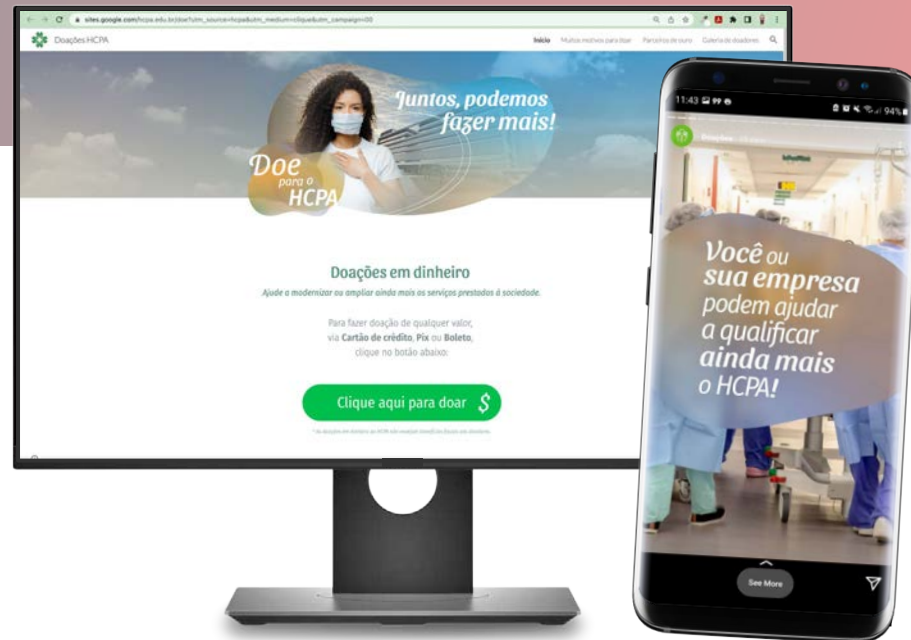 sites.google.com/hcpa.edu.br/doe?utm_source=hcpa&utm_medium=clique&utm_campaign=00
Doações HCPA
Início Muitos motivos para doar Parceiros de ouro Galeria de doadores
Juntos, podemos
fazer mais!
Doe
para o
HCPA
Doações em dinheiro
Ajude a modernizar ou ampliar ainda mais os serviços prestados à sociedade.
Para fazer doação de qualquer valor,
via Cartão de crédito, Pix ou Boleto,
clique no botão abaixo:
Clique aqui para doar $
11:43
94%
Doações
Você ou
sua empresa
podem ajudar
a qualificar
ainda mais
o HCPA!
See More